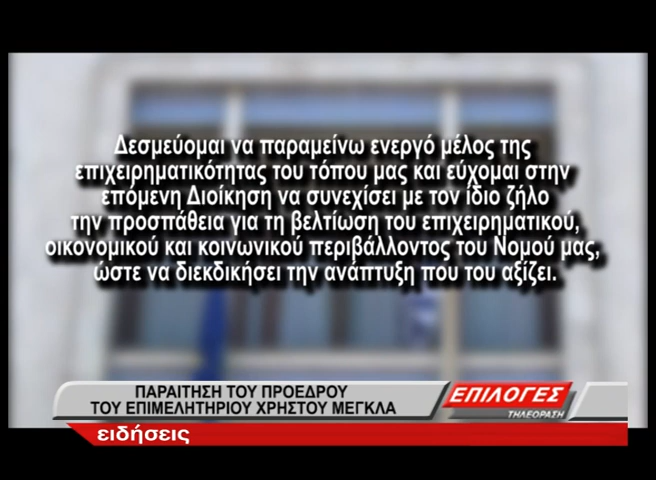 Δεσμεύομαι να παραμείνω ενεργό μέλος της
επιχειρηματικότητας του τόπου μας και εύχομαι στην
επόμενη Διοίκηση να συνεχίσει με τον ίδιο ζήλο
την προσπάθεια για τη βελτίωση του επιχειρηματικού,
οικονομικού και κοινωνικού περιβάλλοντος του Νομού μας,
ώστε να διεκδικήσει την ανάπτυξη που του αξίζει.
ΠΑΡΑΙΤΗΣΗ ΤΟΥ ΠΡΟΕΔΡΟΥ
ΤΟΥ ΕΠΙΜΕΛΗΤΗΡΙΟΥ ΧΡΗΣΤΟΥ ΜΕΓΚΛΑ
ΕΠΙΛΟΓΕΣ
ΤΗΛΕΟΡΑΣΗ
ειδήσεις